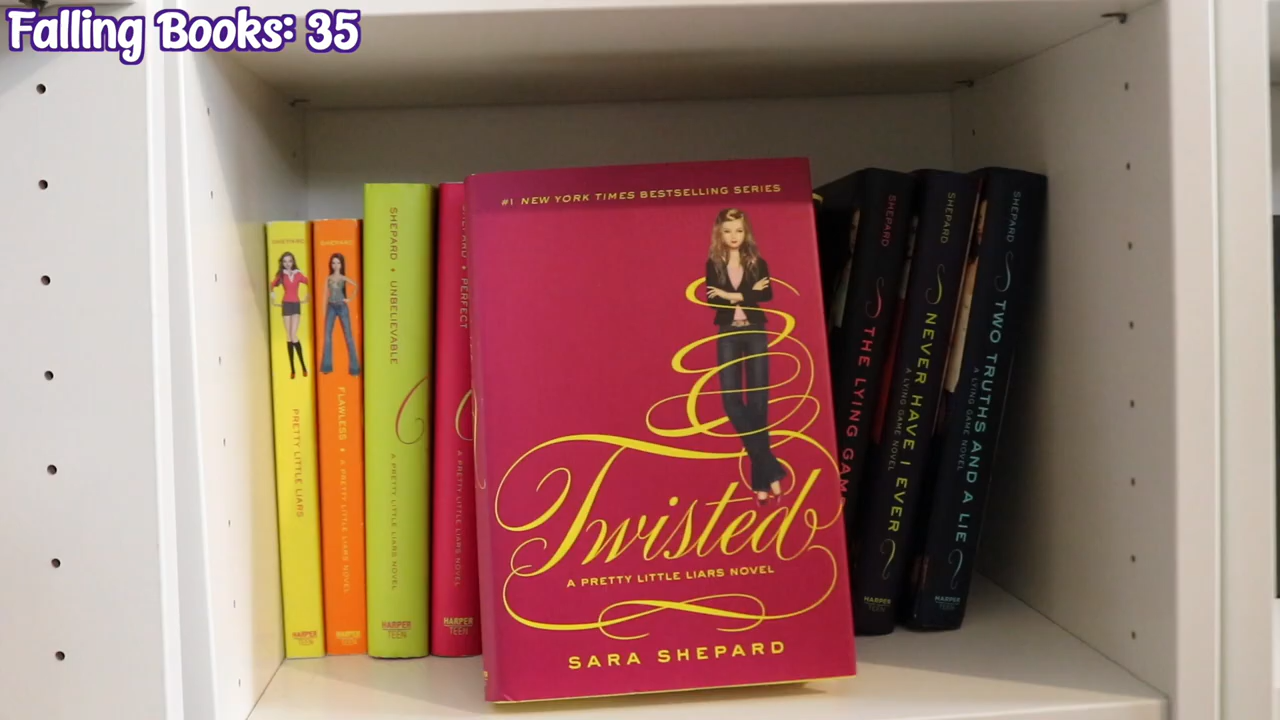 Falling Books: 35
SHEPARD
PRETTY LITTLE LIARS
HARPER
TEEN
SHEPARD
FLAWLESS • A PRETTY LITTLE LIARS NOVEL
HARPER
TEEN
SHEPARD • UNBELIEVABLE
A PRETTY LITTLE LIARS NOVEL
HARPER
TEEN
SHEPARD • PERFECT
A PRETTY LITTLE LIARS NOVEL
HARPER
TEEN
#1 NEW YORK TIMES BESTSELLING SERIES
Twisted
A PRETTY LITTLE LIARS NOVEL
SARA SHEPARD
SHEPARD
THE LYING GAME
HARPER
TEEN
SHEPARD
NEVER HAVE I EVER
A LYING GAME NOVEL
HARPER
TEEN
SHEPARD
TWO TRUTHS AND A LIE
A LYING GAME NOVEL
HARPER
TEEN